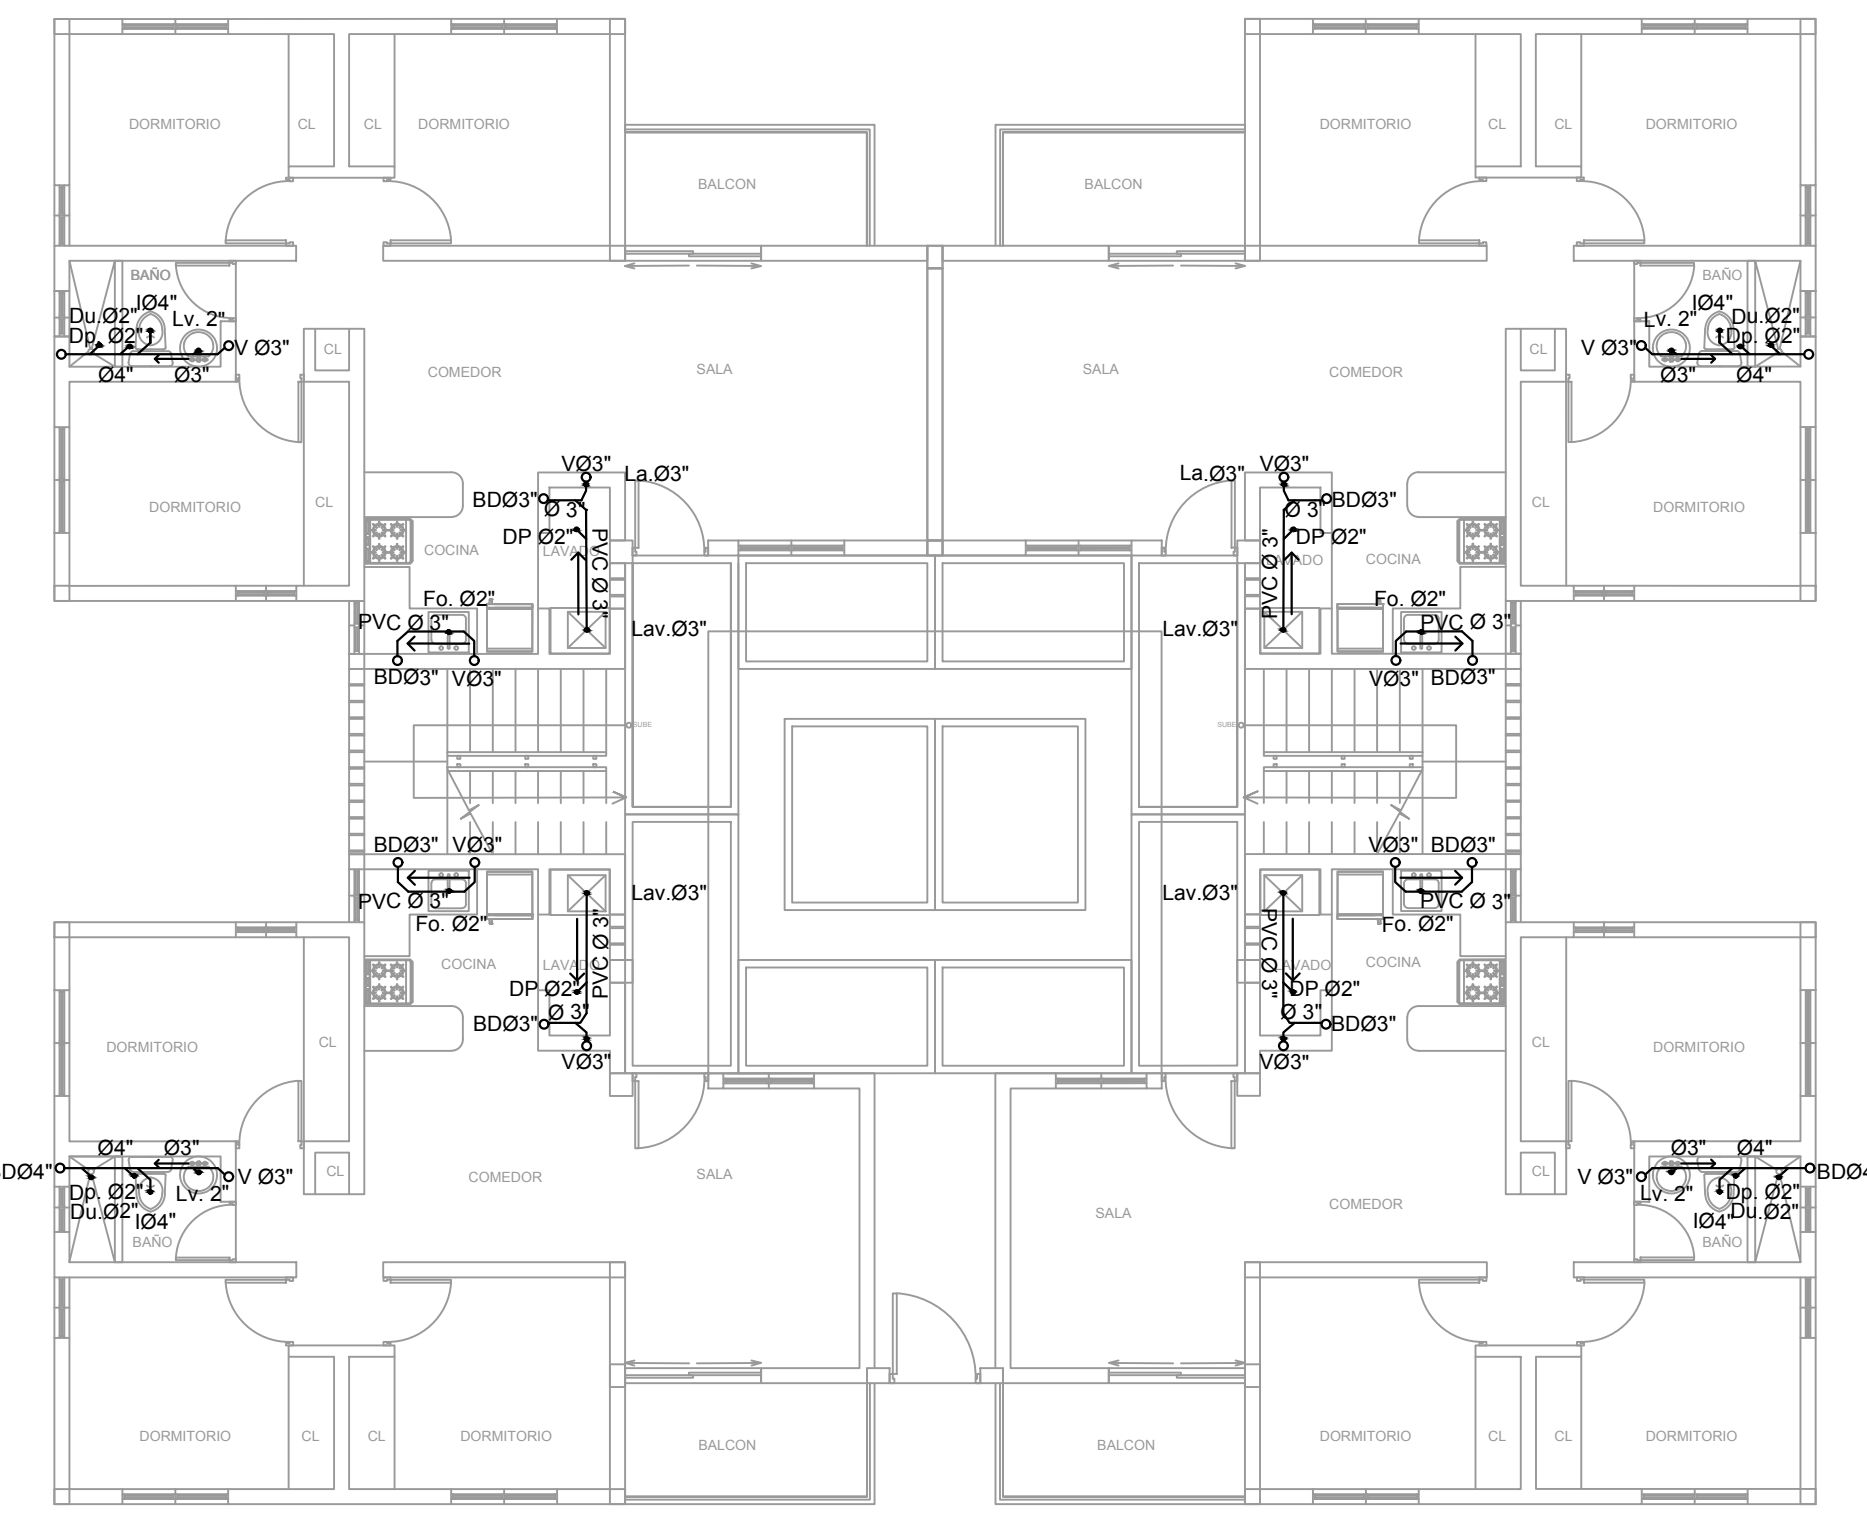 DORMITORIO CL CL DORMITORIO
DORMITORIO CL CL DORMITORIO
BALCON BALCON
BAÑO
BAÑO
IØ4"
IØ4"
Du.Ø2" Lv. 2"
Lv. 2" Du.Ø2"
Dp. Ø2" V Ø3"
V Ø3" Dp. Ø2"
Ø4" Ø3"
Ø3" Ø4"
CL
CL
COMEDOR SALA
SALA COMEDOR
VØ3" La.Ø3"
La.Ø3" VØ3"
BDØ3"
BDØ3"
Ø 3"
Ø 3"
DORMITORIO CL
CL DORMITORIO
DP Ø2"
DP Ø2"
COCINA LAVADO
COCINA
PVC Ø 3"
PVC Ø 3"
Fo. Ø2"
Fo. Ø2"
PVC Ø 3"
PVC Ø 3"
Lav.Ø3"
Lav.Ø3"
BDØ3" VØ3"
VØ3" BDØ3"
SUBE
SUBE
BDØ3" VØ3"
VØ3" BDØ3"
PVC Ø 3"
PVC Ø 3"
Lav.Ø3"
Lav.Ø3"
Fo. Ø2"
Fo. Ø2"
PVC Ø 3"
PVC Ø 3"
COCINA LAVADO
COCINA
DP Ø2"
DP Ø2"
Ø 3"
Ø 3"
BDØ3"
BDØ3"
VØ3"
VØ3"
DORMITORIO CL
CL DORMITORIO
Ø4" Ø3"
Ø3" Ø4"
DØ4" V Ø3"
V Ø3" BDØ4
CL
CL
Dp. Ø2" Lv. 2"
Lv. 2" Dp. Ø2"
Du.Ø2"
Du.Ø2"
IØ4"
IØ4"
BAÑO
BAÑO
COMEDOR SALA
SALA COMEDOR
DORMITORIO CL CL DORMITORIO
DORMITORIO CL CL DORMITORIO
BALCON BALCON